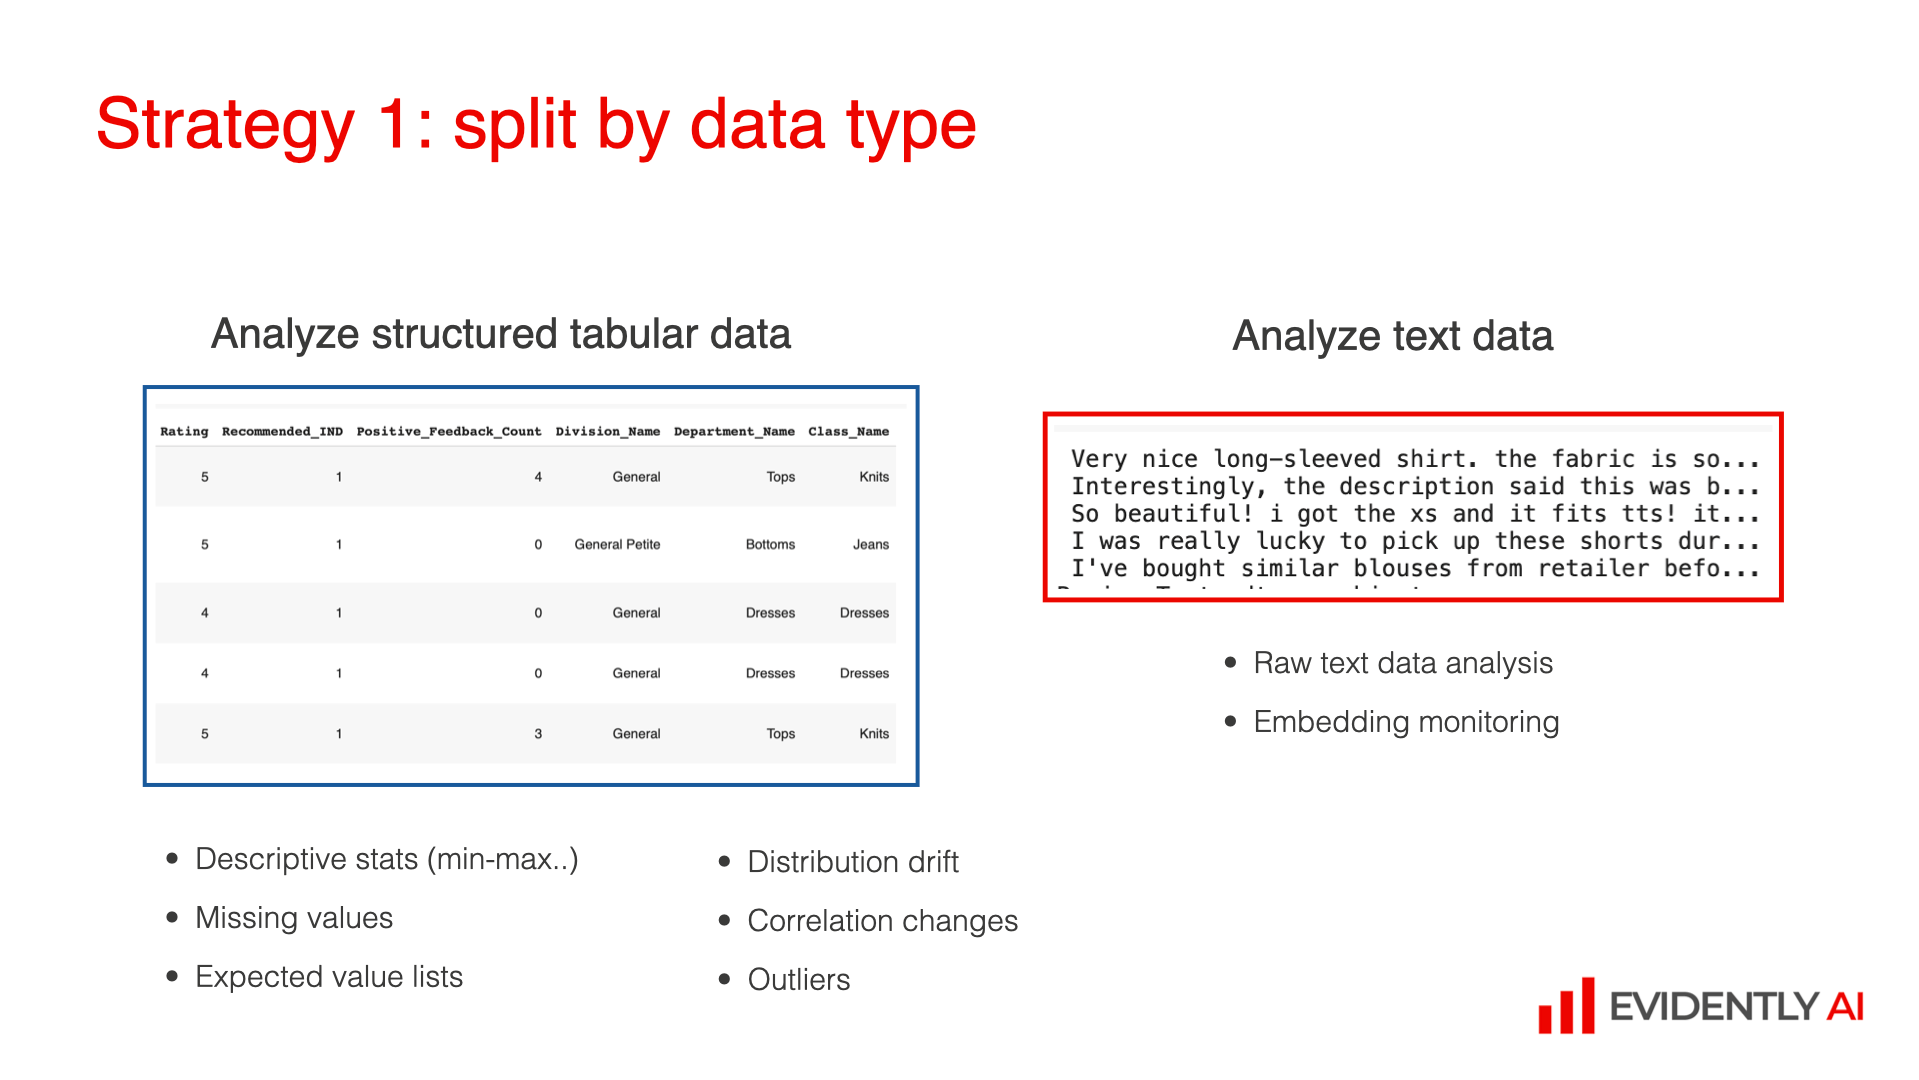 Strategy 1: split by data type
Analyze structured tabular data
Rating Recommended_IND Positive_Feedback_Count Division_Name Department_Name Class_Name
5 1 4 General Tops Knits
5 1 0 General Petite Bottoms Jeans
4 1 0 General Dresses Dresses
4 1 0 General Dresses Dresses
5 1 3 General Tops Knits
• Descriptive stats (min-max..)
• Missing values
• Expected value lists
• Distribution drift
• Correlation changes
• Outliers
Analyze text data
Very nice long-sleeved shirt. the fabric is so...
Interestingly, the description said this was b...
So beautiful! i got the xs and it fits tts! it...
I was really lucky to pick up these shorts dur...
I've bought similar blouses from retailer befo...
• Raw text data analysis
• Embedding monitoring
EVIDENTLY AI